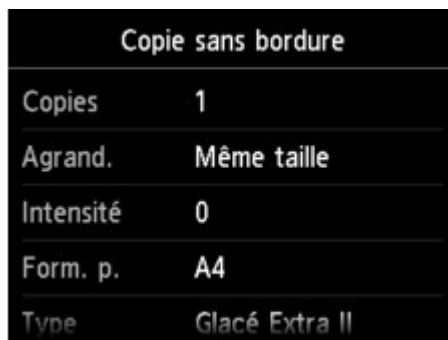 Copie sans bordure
Copies 1
Agrand. Même taille
Intensité 0
Form. p. A4
Type Glacé Extra II